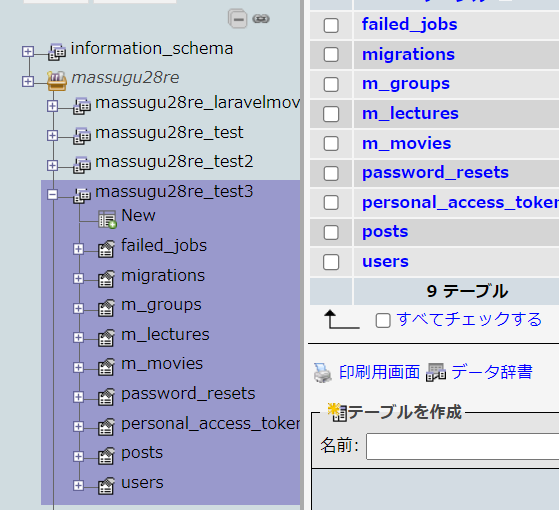 information_schema
massugu28re
massugu28re_laravelmov
massugu28re_test
massugu28re_test2
massugu28re_test3
New
failed_jobs
migrations
m_groups
m_lectures
m_movies
password_resets
personal_access_token
posts
users
failed_jobs
migrations
m_groups
m_lectures
m_movies
password_resets
personal_access_token
posts
users
9 テーブル
すべてチェックする
印刷用画面 データ辞書
テーブルを作成
名前: